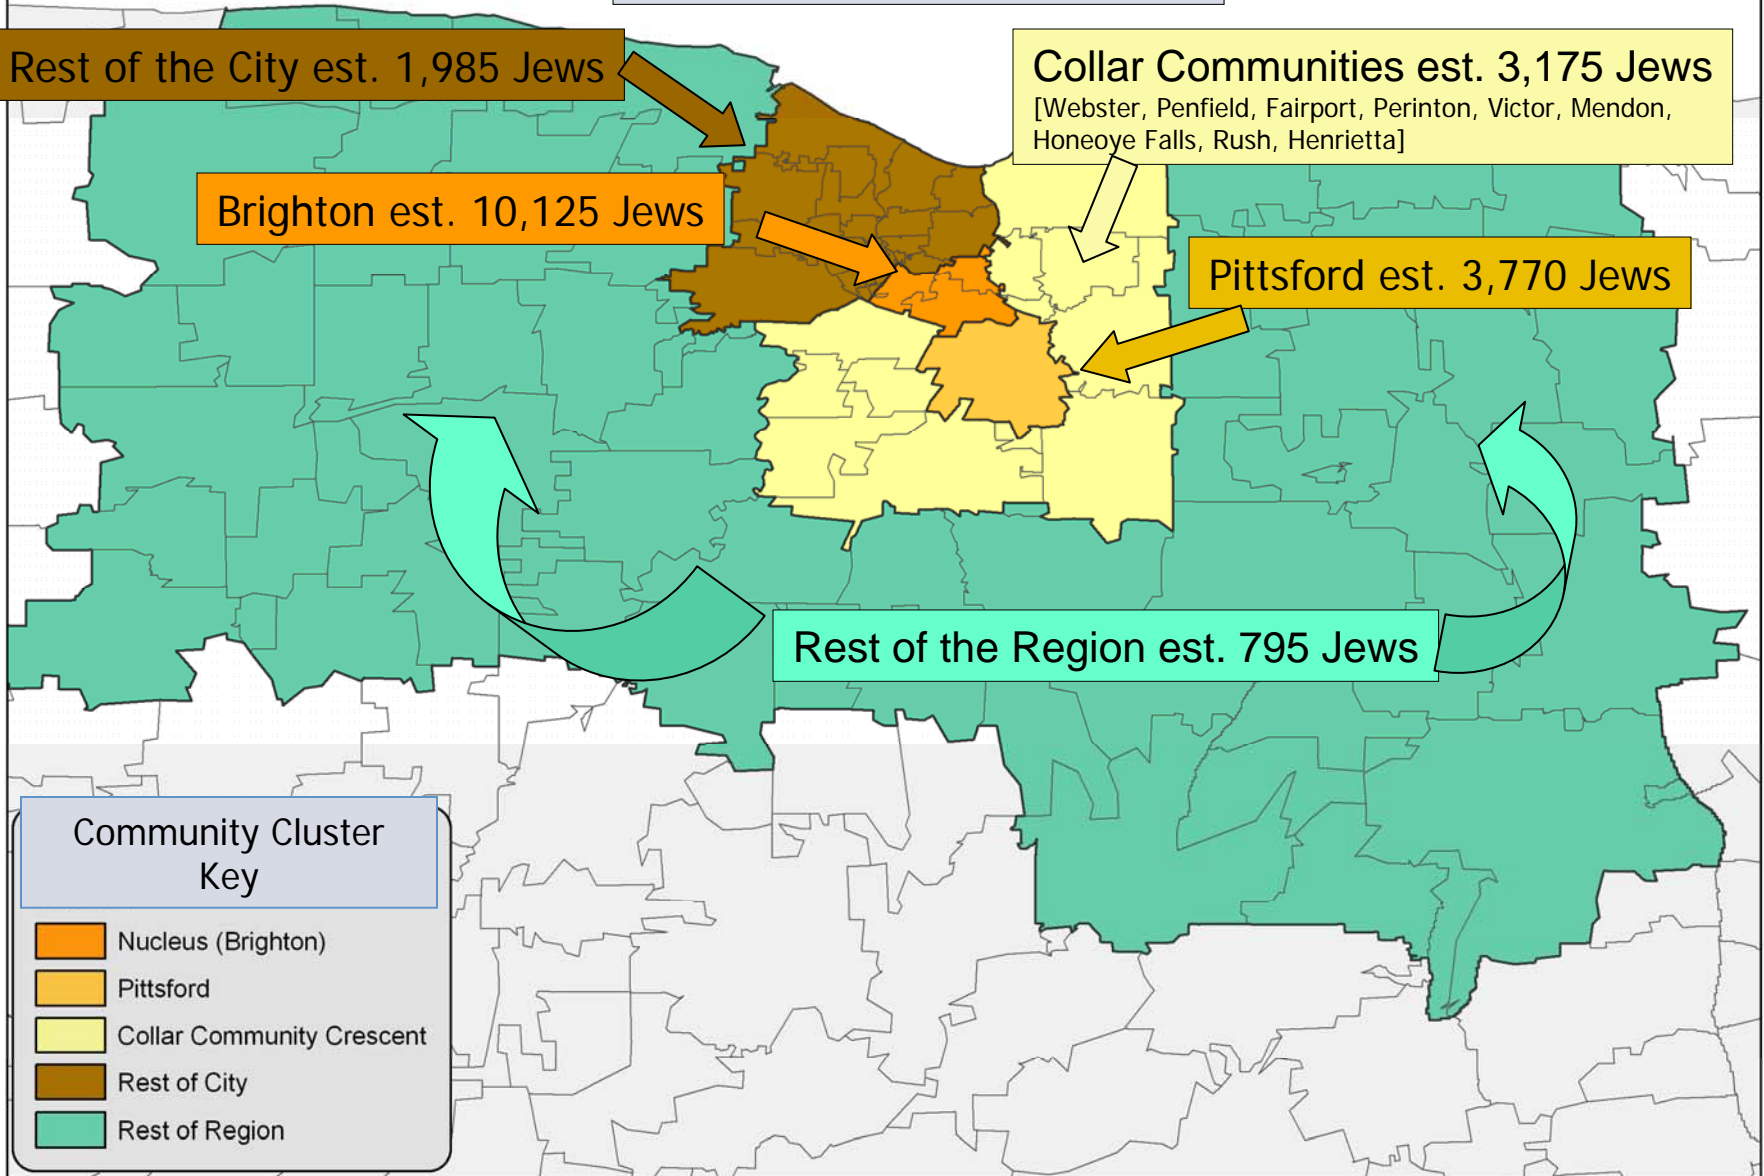 Rest of the City est. 1,985 Jews
Collar Communities est. 3,175 Jews
[Webster, Penfield, Fairport, Perinton, Victor, Mendon,
Honeoye Falls, Rush, Henrietta]
Brighton est. 10,125 Jews
Pittsford est. 3,770 Jews
Rest of the Region est. 795 Jews
Community Cluster
Key
Nucleus (Brighton)
Pittsford
Collar Community Crescent
Rest of City
Rest of Region